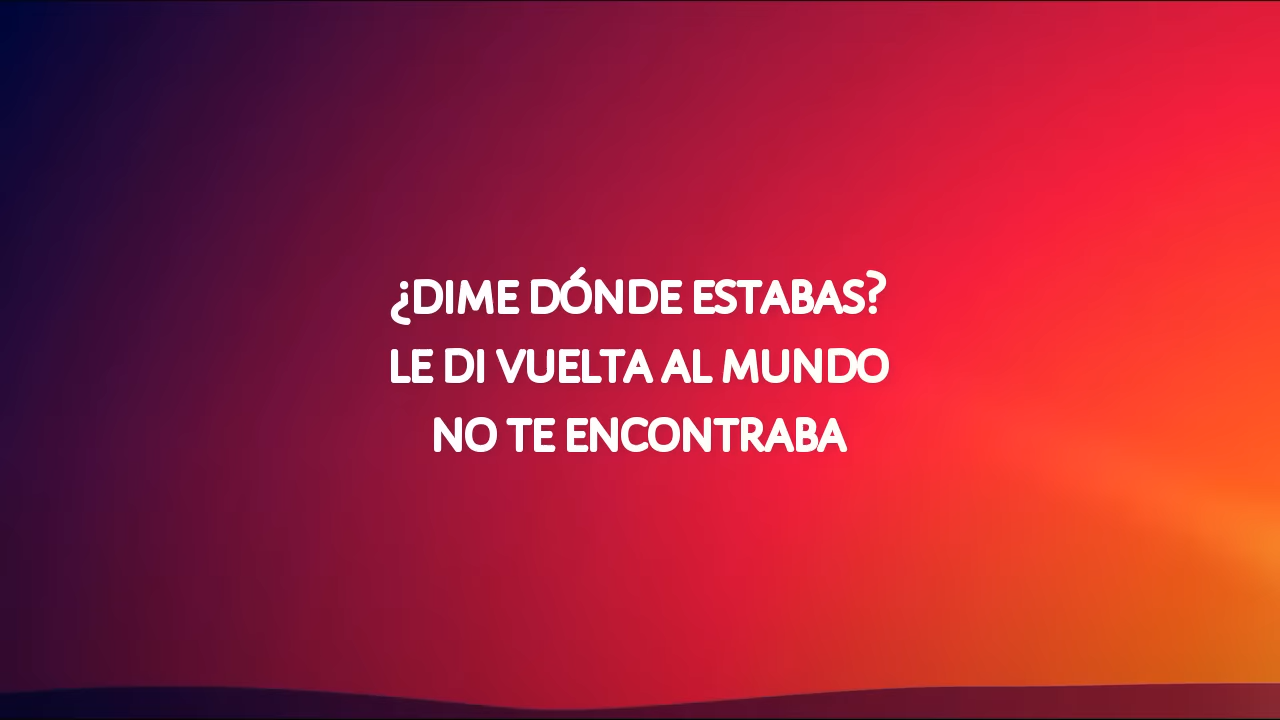 ¿DIME DÓNDE ESTABAS?
LE DI VUELTA AL MUNDO
NO TE ENCONTRABA